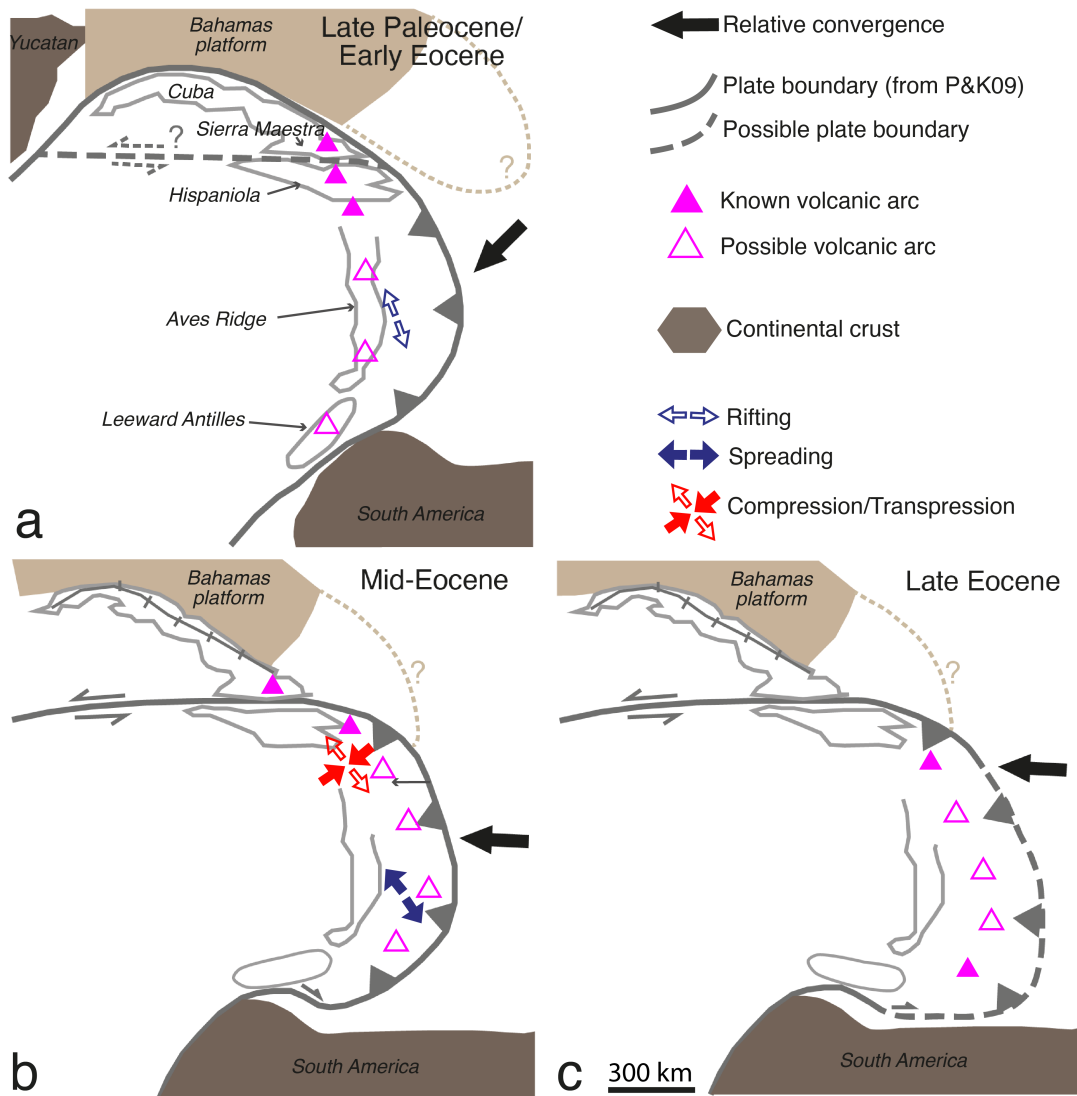 Late Paleocene/
Early Eocene
Bahamas
platform
Yucatan
Cuba
Sierra Maestra
?
?
Hispaniola
Aves Ridge
Leeward Antilles
South America
a
Relative convergence
Plate boundary (from P&K09)
Possible plate boundary
Known volcanic arc
Possible volcanic arc
Continental crust
Rifting
Spreading
Compression/Transpression
Mid-Eocene
Bahamas
platform
?
South America
b
Late Eocene
Bahamas
platform
?
South America
c
300 km